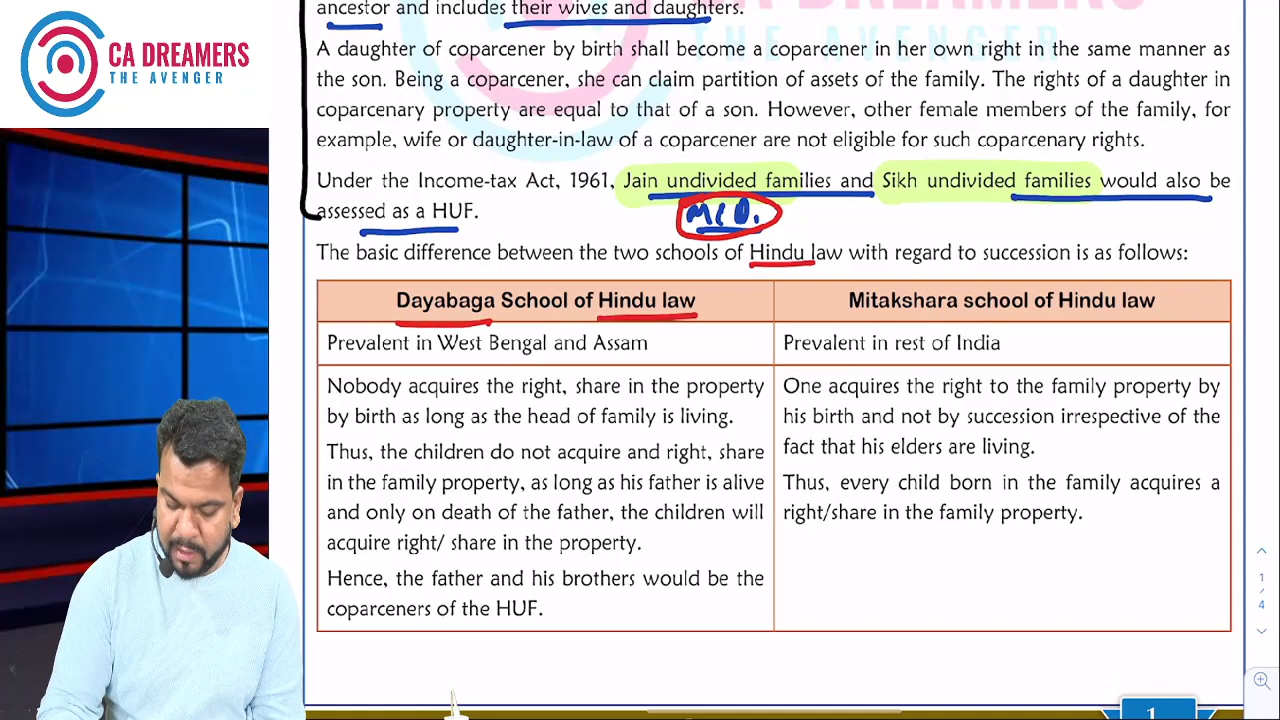 CA DREAMERS
THE AVENGER
ancestor and includes their wives and daughters.
A daughter of coparcener by birth shall become a coparcener in her own right in the same manner as
the son. Being a coparcener, she can claim partition of assets of the family. The rights of a daughter in
coparcenary property are equal to that of a son. However, other female members of the family, for
example, wife or daughter-in-law of a coparcener are not eligible for such coparcenary rights.
Under the Income-tax Act, 1961, Jain undivided families and Sikh undivided families would also be
assessed as a HUF.
The basic difference between the two schools of Hindu law with regard to succession is as follows:
Dayabaga School of Hindu law
Mitakshara school of Hindu law
Prevalent in West Bengal and Assam
Prevalent in rest of India
Nobody acquires the right, share in the property
by birth as long as the head of family is living.
Thus, the children do not acquire and right, share
in the family property, as long as his father is alive
and only on death of the father, the children will
acquire right/ share in the property.
Hence, the father and his brothers would be the
coparceners of the HUF.
One acquires the right to the family property by
his birth and not by succession irrespective of the
fact that his elders are living.
Thus, every child born in the family acquires a
right/share in the family property.
1
/
4
1